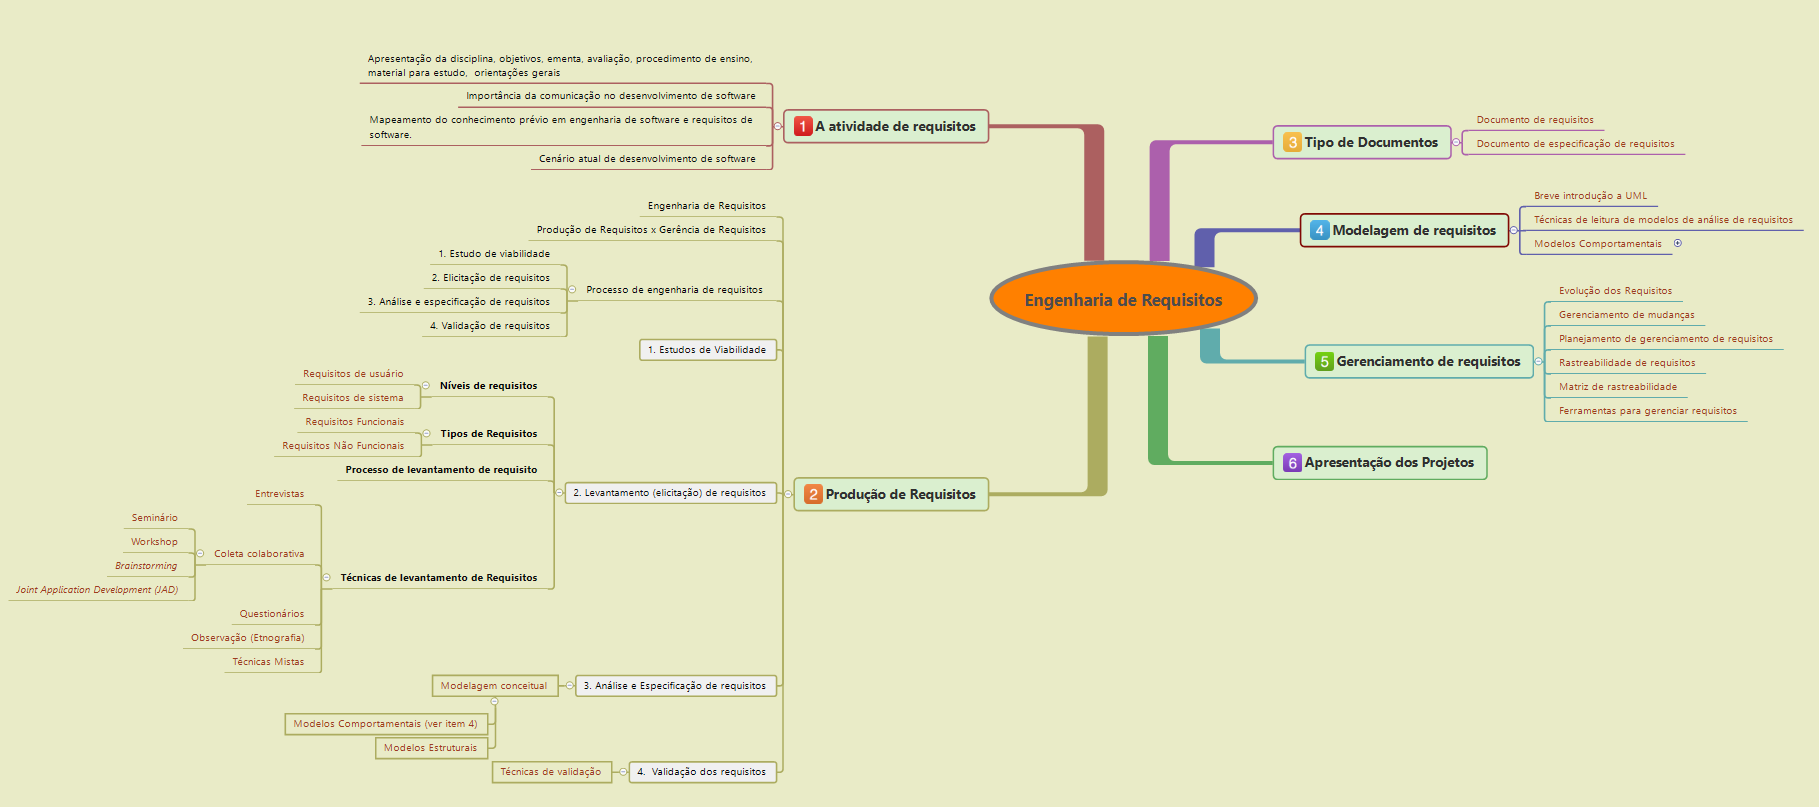 Engenharia de Requisitos
1 A atividade de requisitos
Apresentação da disciplina, objetivos, ementa, avaliação, procedimento de ensino,
material para estudo, orientações gerais
Importância da comunicação no desenvolvimento de software
Mapeamento do conhecimento prévio em engenharia de software e requisitos de
software.
Cenário atual de desenvolvimento de software
2 Produção de Requisitos
Engenharia de Requisitos
Produção de Requisitos x Gerência de Requisitos
Processo de engenharia de requisitos
1. Estudo de viabilidade
2. Elicitação de requisitos
3. Análise e especificação de requisitos
4. Validação de requisitos
1. Estudos de Viabilidade
2. Levantamento (elicitação) de requisitos
Níveis de requisitos
Requisitos de usuário
Requisitos de sistema
Tipos de Requisitos
Requisitos Funcionais
Requisitos Não Funcionais
Processo de levantamento de requisito
Técnicas de levantamento de Requisitos
Entrevistas
Coleta colaborativa
Seminário
Workshop
Brainstorming
Joint Application Development (JAD)
Questionários
Observação (Etnografia)
Técnicas Mistas
3. Análise e Especificação de requisitos
Modelagem conceitual
Modelos Comportamentais (ver item 4)
Modelos Estruturais
4. Validação dos requisitos
Técnicas de validação
3 Tipo de Documentos
Documento de requisitos
Documento de especificação de requisitos
4 Modelagem de requisitos
Breve introdução a UML
Técnicas de leitura de modelos de análise de requisitos
Modelos Comportamentais
5 Gerenciamento de requisitos
Evolução dos Requisitos
Gerenciamento de mudanças
Planejamento de gerenciamento de requisitos
Rastreabilidade de requisitos
Matriz de rastreabilidade
Ferramentas para gerenciar requisitos
6 Apresentação dos Projetos